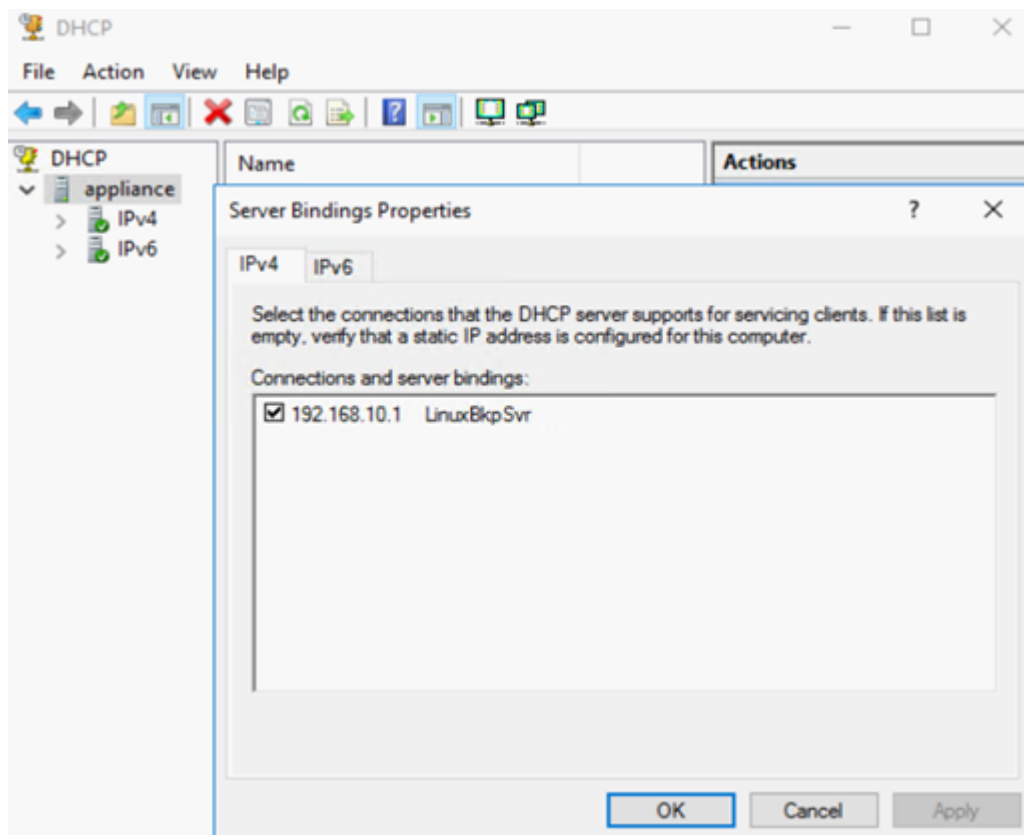 DHCP
File Action View Help
DHCP
appliance
IPv4
IPv6
Name
Actions
Server Bindings Properties
IPv4 IPv6
Select the connections that the DHCP server supports for servicing clients. If this list is
empty, verify that a static IP address is configured for this computer.
Connections and server bindings:
192.168.10.1 LinuxBkpSvr
OK Cancel Apply